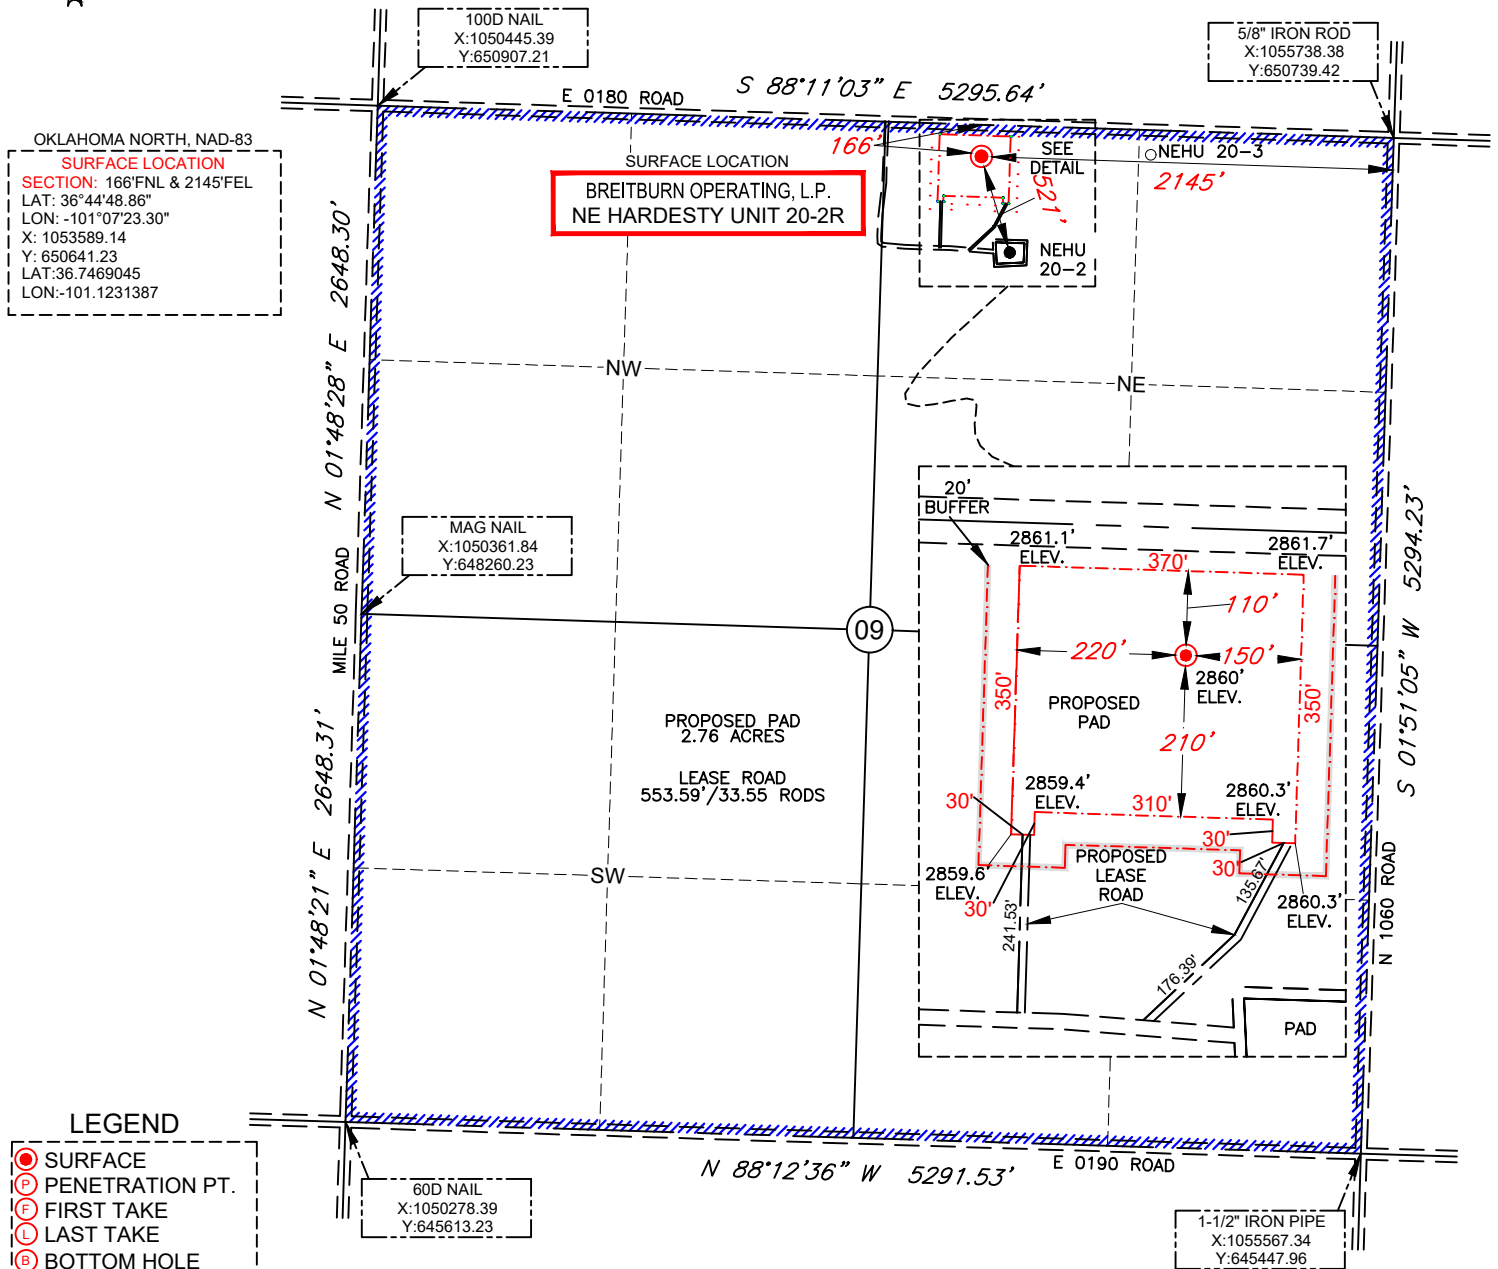 100D NAIL
X:1050445.39
Y:650907.21
5/8" IRON ROD
X:1055738.38
Y:650739.42
S 88°11'03" E 5295.64'
E 0180 ROAD
OKLAHOMA NORTH, NAD-83
SURFACE LOCATION
SECTION: 166'FNL & 2145'FEL
LAT: 36°44'48.86"
LON: -101°07'23.30"
X: 1053589.14
Y: 650641.23
LAT:36.7469045
LON:-101.1231387
SURFACE LOCATION
BREITBURN OPERATING, L.P.
NE HARDESTY UNIT 20-2R
166'
SEE
DETAIL
NEHU 20-3
2145'
521'
NEHU
20-2
N 01°48'28" E 2648.30'
NW
NE
MAG NAIL
X:1050361.84
Y:648260.23
MILE 50 ROAD
09
20'
BUFFER
2861.1'
ELEV.
2861.7'
ELEV.
370'
110'
220'
150'
2860'
ELEV.
350'
350'
PROPOSED
PAD
210'
2859.4'
ELEV.
310'
2860.3'
ELEV.
30'
30'
30'
2859.6'
ELEV.
30'
PROPOSED
LEASE
ROAD
2860.3'
ELEV.
241.53'
135.67'
176.39'
PAD
S 01°51'05" W 5294.23'
N 1060 ROAD
PROPOSED PAD
2.76 ACRES
LEASE ROAD
553.59'/33.55 RODS
SW
N 01°48'21" E 2648.31'
N 88°12'36" W 5291.53'
E 0190 ROAD
60D NAIL
X:1050278.39
Y:645613.23
1-1/2" IRON PIPE
X:1055567.34
Y:645447.96
LEGEND
SURFACE
P PENETRATION PT.
F FIRST TAKE
L LAST TAKE
B BOTTOM HOLE